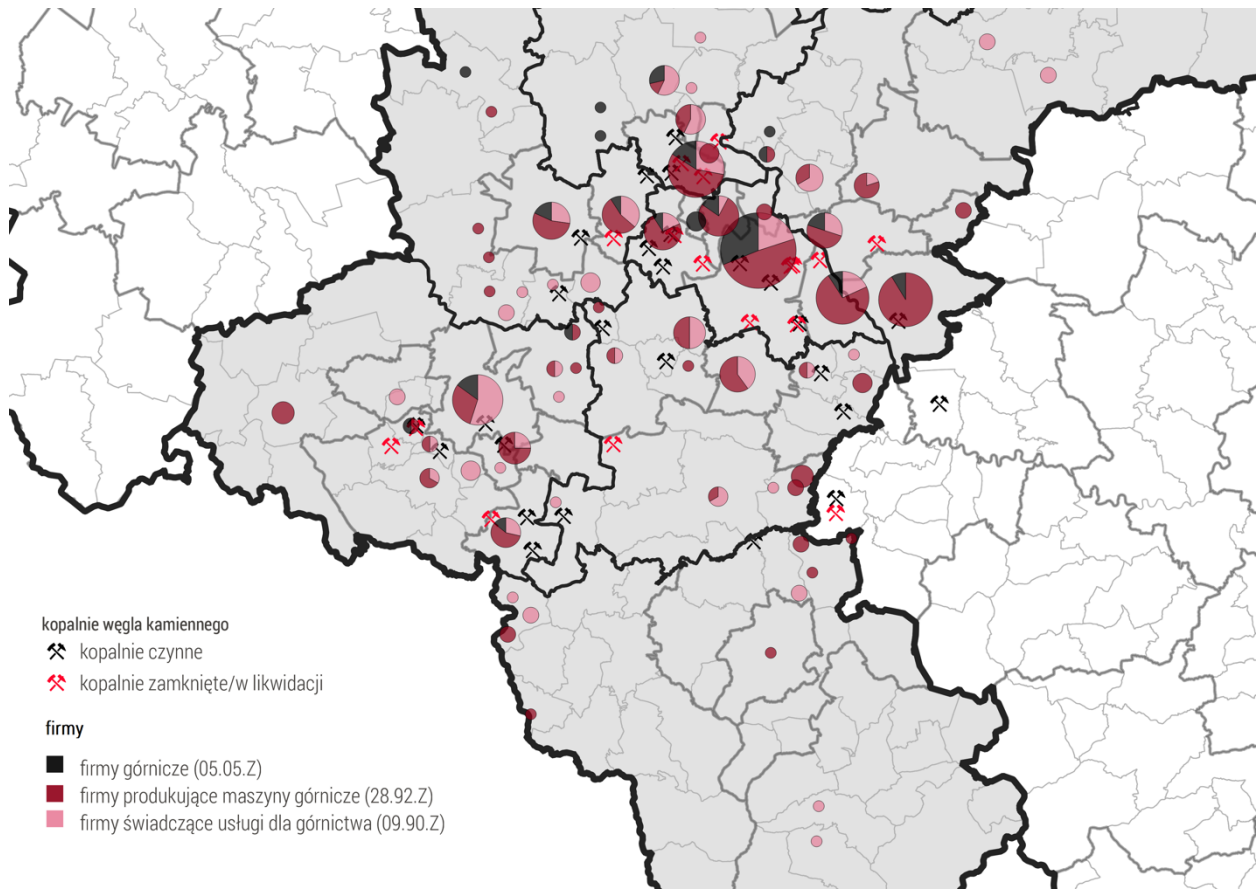 kopalnie węgla kamiennego
kopalnie czynne
kopalnie zamknięte/w likwidacji
firmy
firmy górnicze (05.05.Z)
firmy produkujące maszyny górnicze (28.92.Z)
firmy świadczące usługi dla górnictwa (09.90.Z)